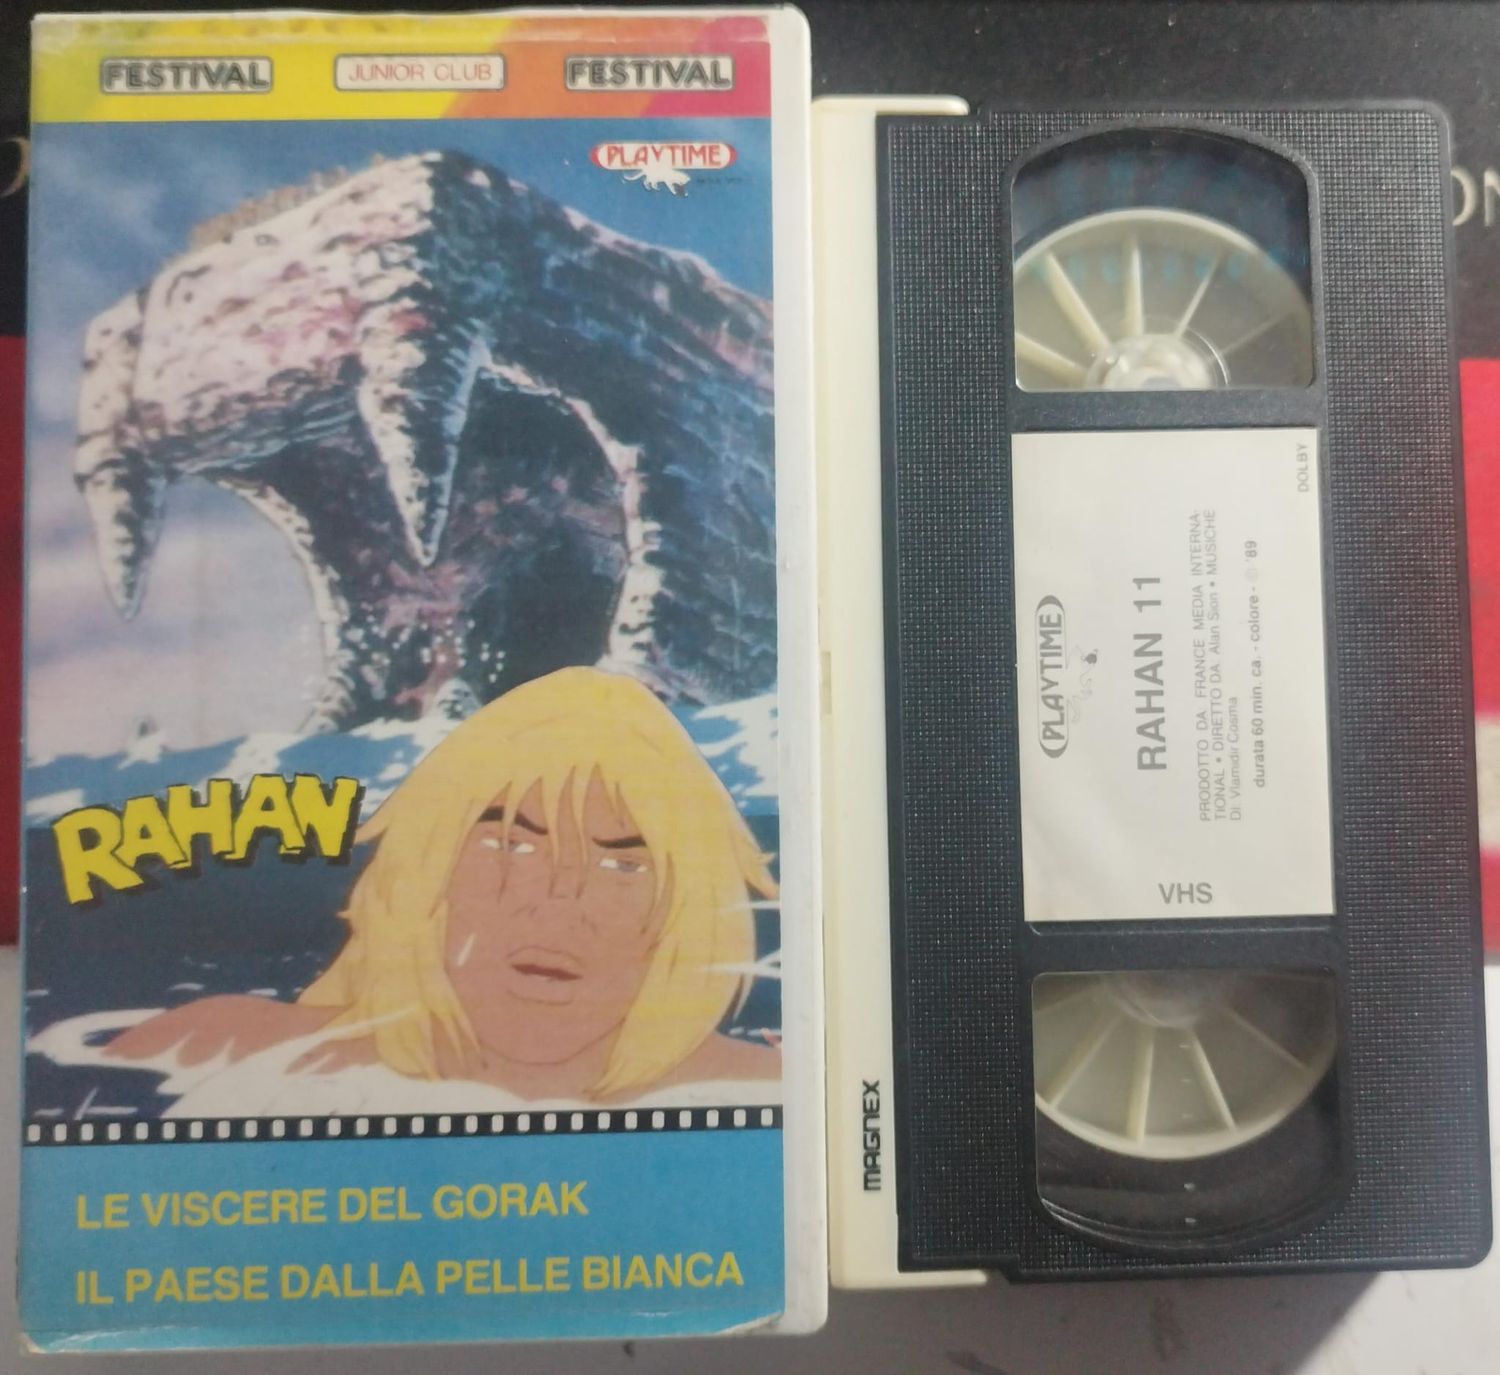 FESTIVAL JUNIOR CLUB FESTIVAL
PLAYTIME
RAHAN
LE VISCERE DEL GORAK
IL PAESE DALLA PELLE BIANCA
MAGNEX
DOLBY
PLAYTIME
RAHAN 11
PRODOTTO DA FRANCE MEDIA INTERNA-
TIONAL • DIRETTO DA Alan Sion • MUSICHE
DI: Vlamidir Cosma
durata 60 min. ca. - colore - © '89
VHS
ON